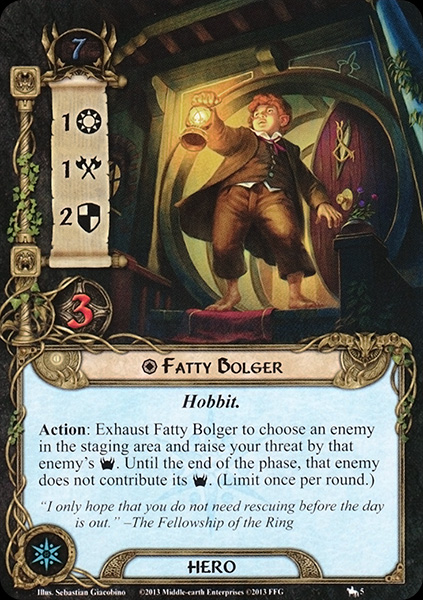 7
1
1
2
3
Fatty Bolger
Hobbit.
Action: Exhaust Fatty Bolger to choose an enemy
in the staging area and raise your threat by that
enemy's . Until the end of the phase, that enemy
does not contribute its . (Limit once per round.)
"I only hope that you do not need rescuing before the day
is out." –The Fellowship of the Ring
HERO
Illus. Sebastian Giacobino ©2013 Middle-earth Enterprises ©2013 FFG 5